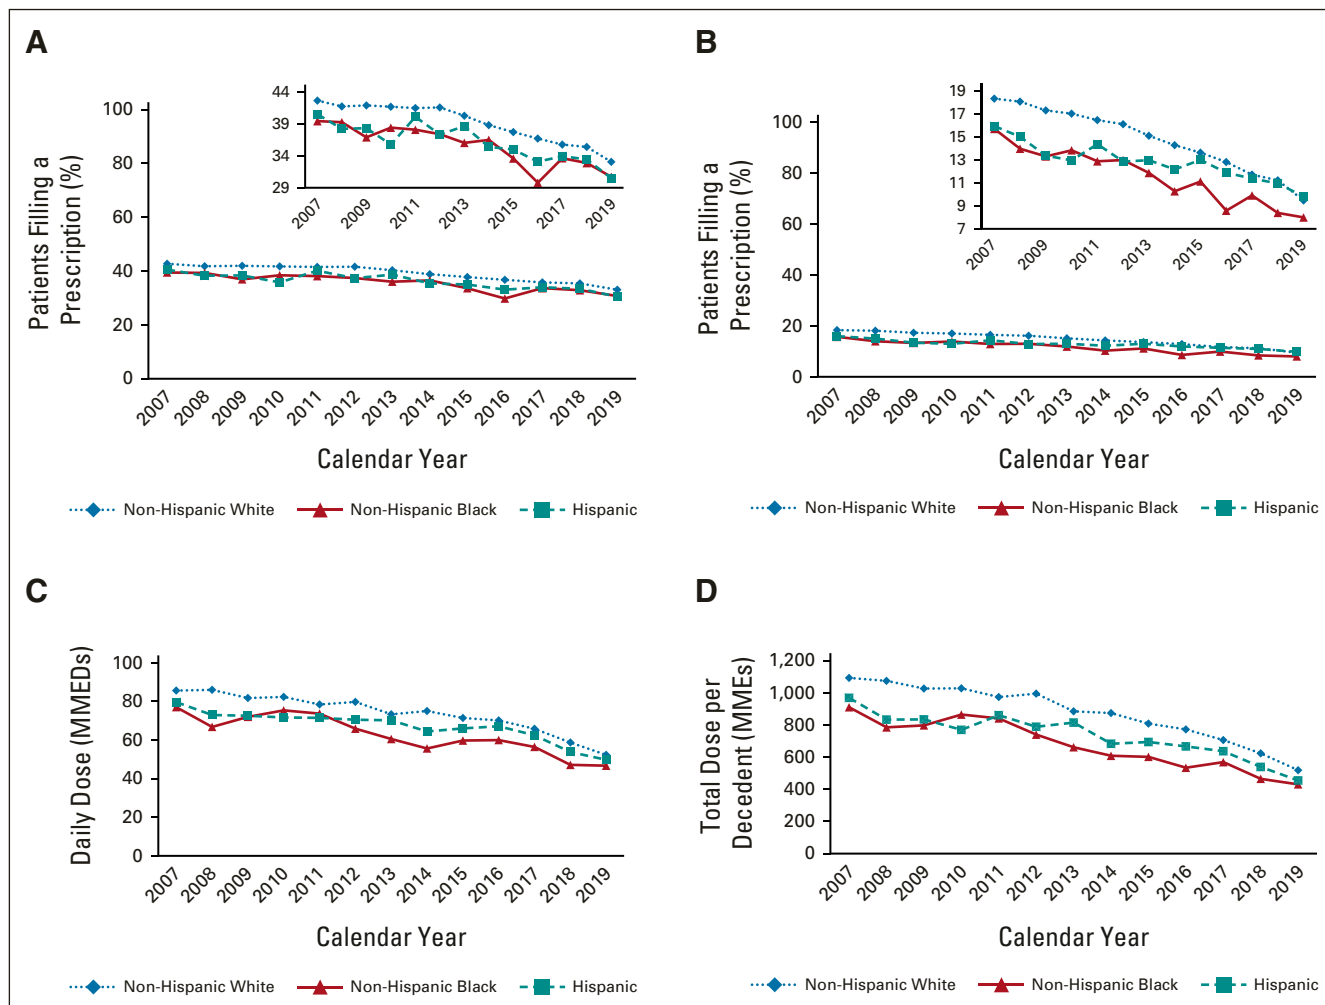 A
Patients Filling a
Prescription (%)
100
80
60
40
20
0
44
39
34
29
2007 2009 2011 2013 2015 2017 2019
2007 2008 2009 2010 2011 2012 2013 2014 2015 2016 2017 2018 2019
Calendar Year
Non-Hispanic White Non-Hispanic Black Hispanic
B
Patients Filling a
Prescription (%)
100
80
60
40
20
0
19
17
15
13
11
9
7
2007 2009 2011 2013 2015 2017 2019
2007 2008 2009 2010 2011 2012 2013 2014 2015 2016 2017 2018 2019
Calendar Year
Non-Hispanic White Non-Hispanic Black Hispanic
C
Daily Dose (MMEDs)
100
80
60
40
20
0
2007 2008 2009 2010 2011 2012 2013 2014 2015 2016 2017 2018 2019
Calendar Year
Non-Hispanic White Non-Hispanic Black Hispanic
D
Total Dose per
Decedent (MMEs)
1,200
1,000
800
600
400
200
0
2007 2008 2009 2010 2011 2012 2013 2014 2015 2016 2017 2018 2019
Calendar Year
Non-Hispanic White Non-Hispanic Black Hispanic